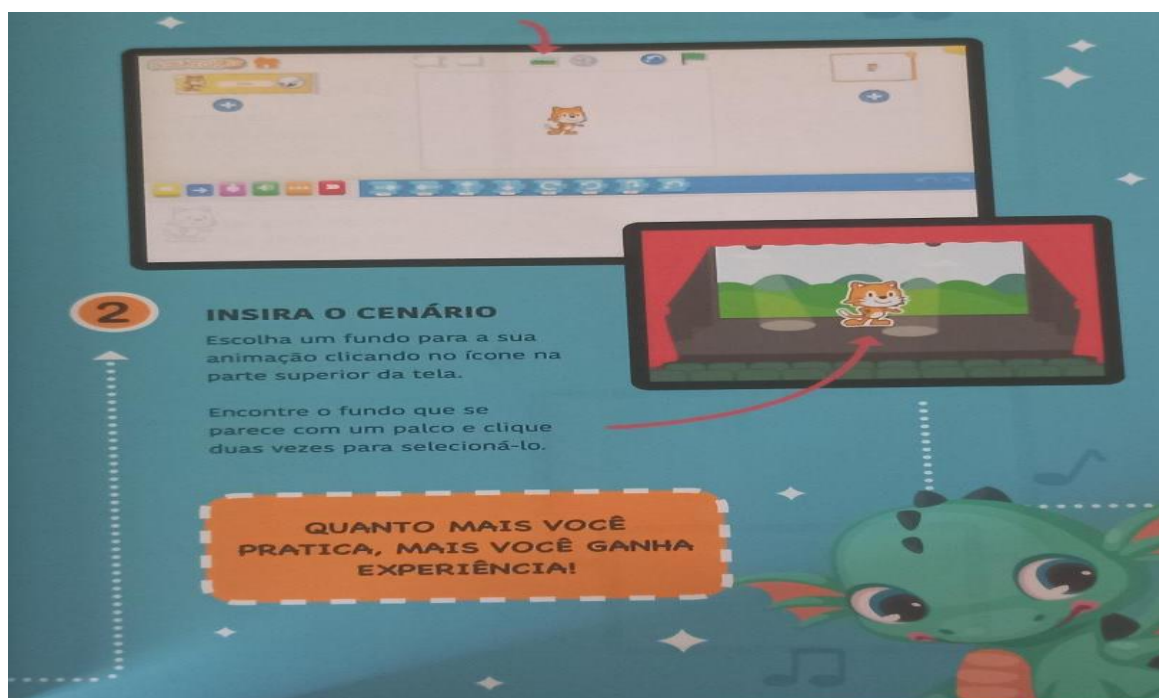 2
INSIRA O CENÁRIO
Escolha um fundo para a sua
animação clicando no ícone na
parte superior da tela.
Encontre o fundo que se
parece com um palco e clique
duas vezes para selecioná-lo.
QUANTO MAIS VOCÊ
PRATICA, MAIS VOCÊ GANHA
EXPERIÊNCIA!